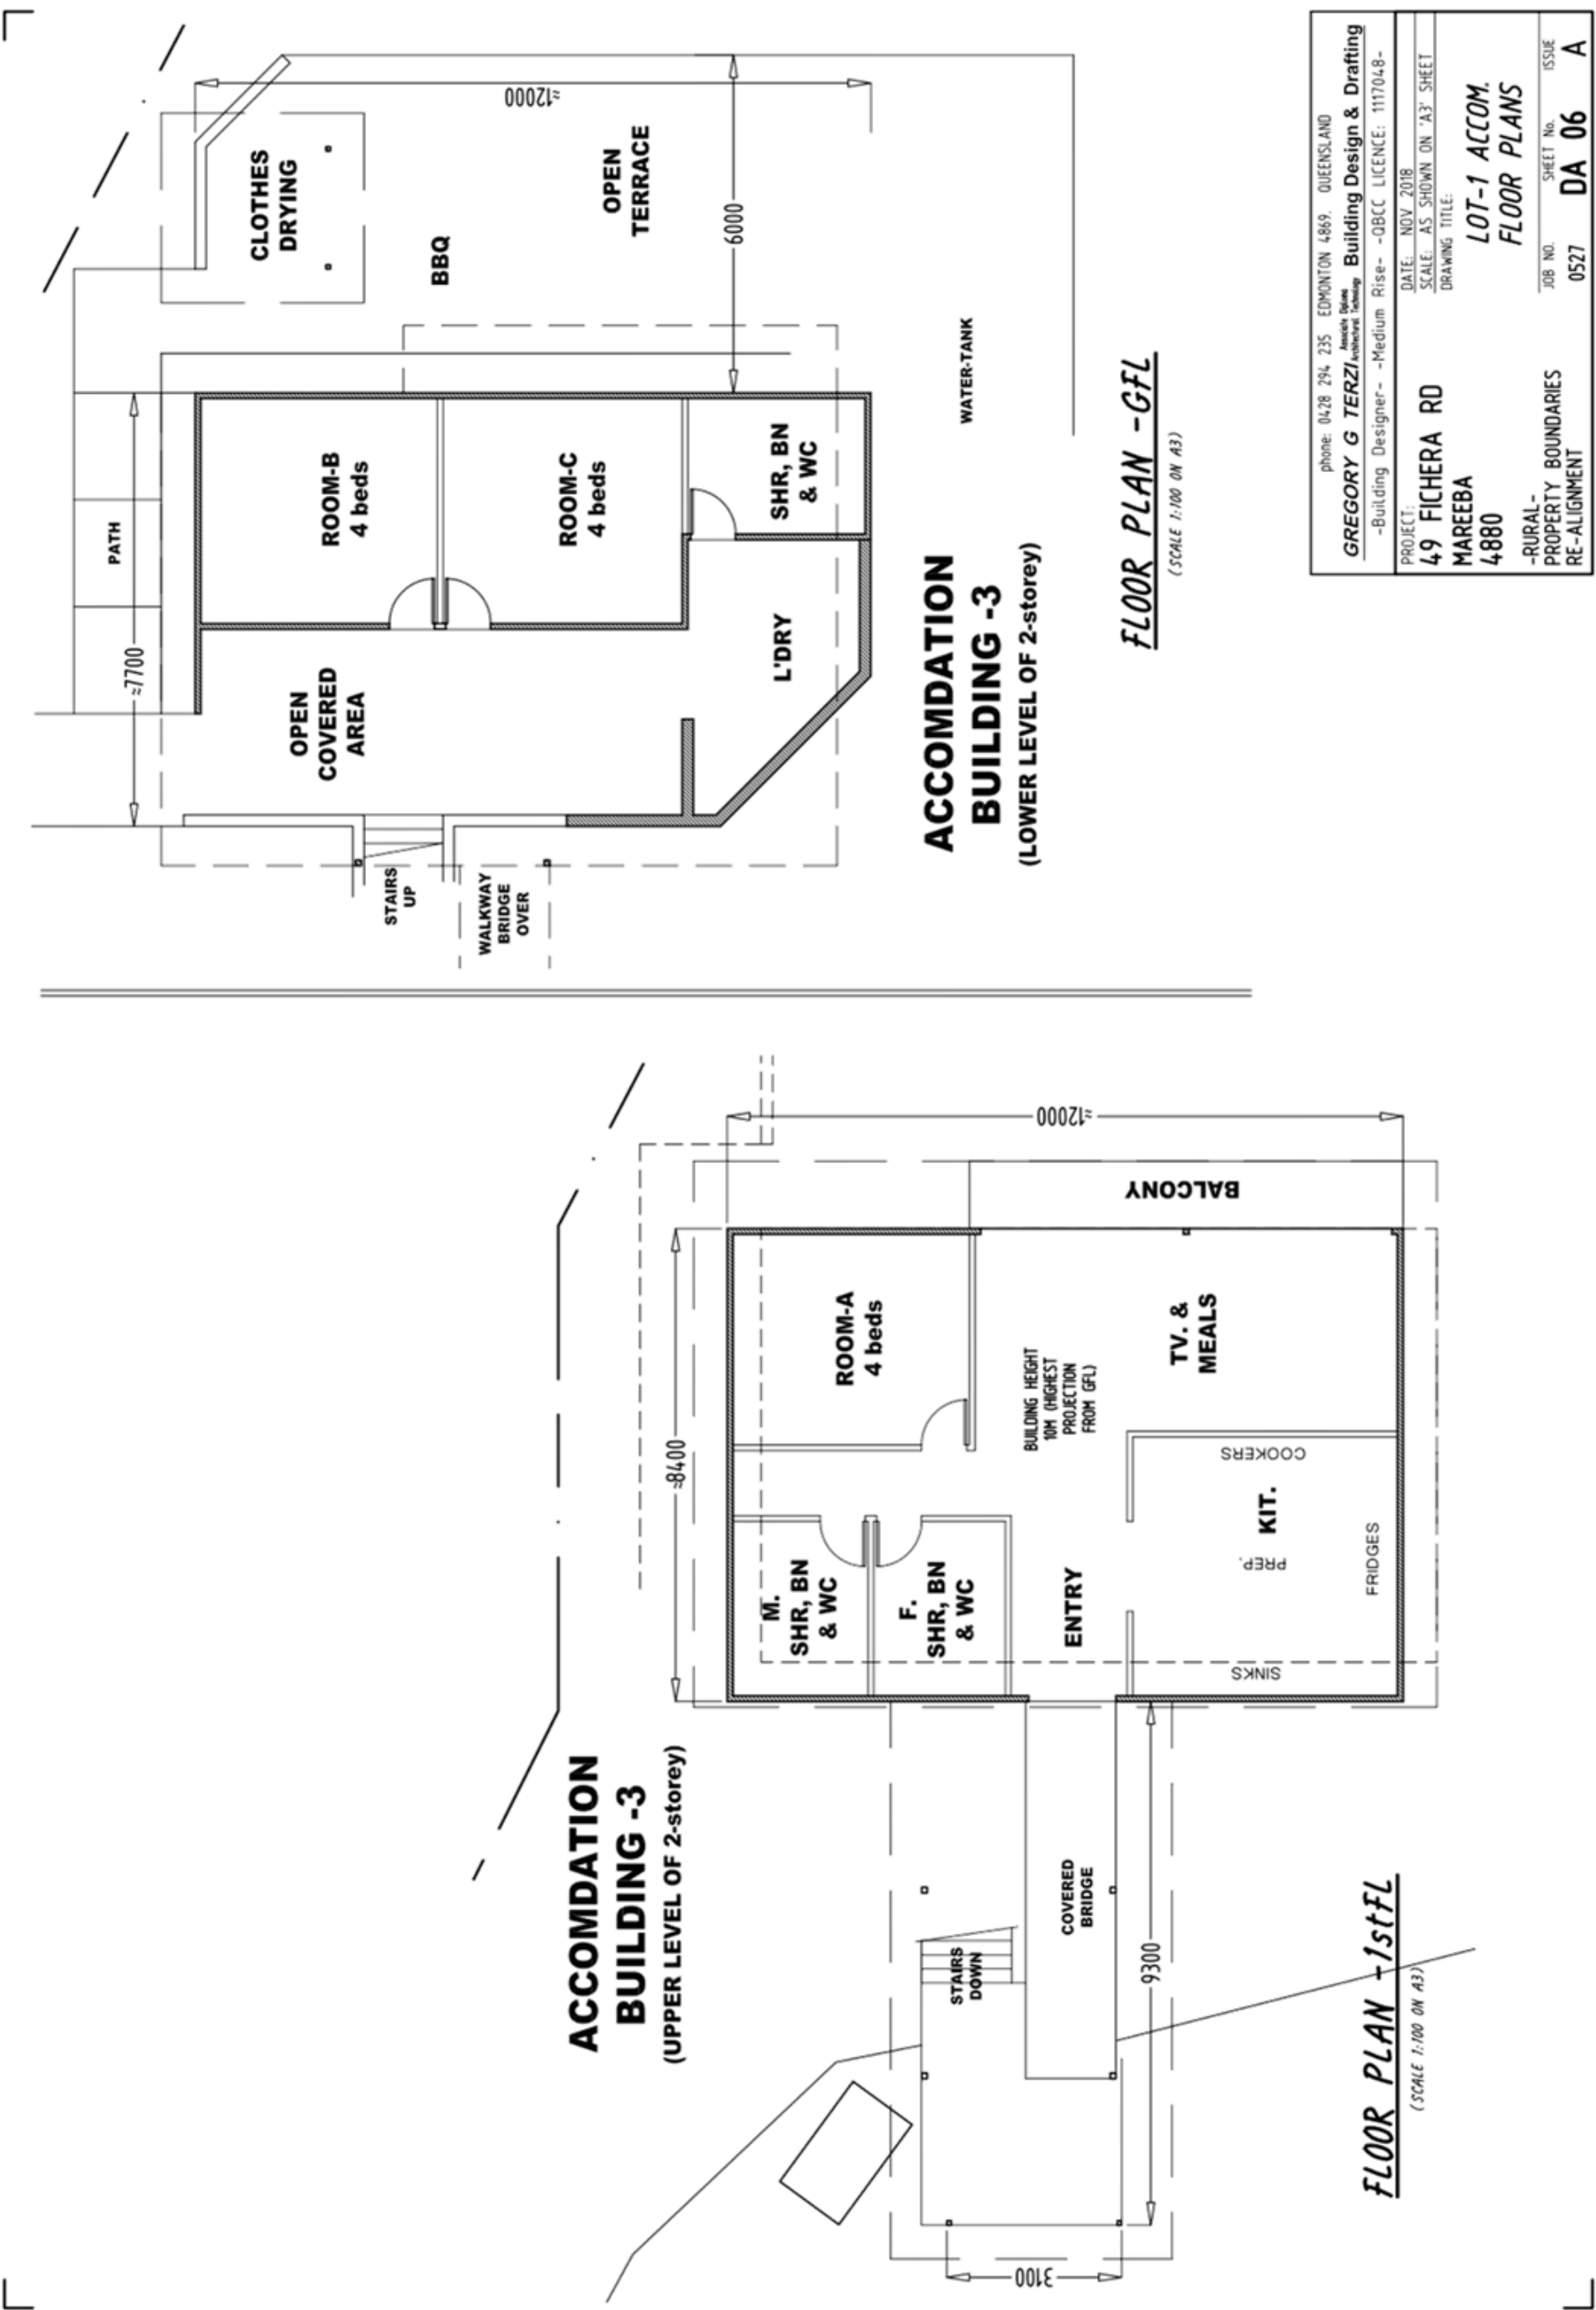 ACCOMDATION
BUILDING -3
(UPPER LEVEL OF 2-storey)
≈8400
≈12000
M.
SHR, BN
& WC
F.
SHR, BN
& WC
ROOM-A
4 beds
ENTRY
BUILDING HEIGHT
10M (HIGHEST
PROJECTION
FROM GFL)
TV. &
MEALS
BALCONY
KIT.
PREP.
COOKERS
SINKS
FRIDGES
STAIRS
DOWN
COVERED
BRIDGE
9300
3100
FLOOR PLAN -1stFL
(SCALE 1:100 ON A3)
PATH
≈7700
CLOTHES
DRYING
≈12000
BBQ
OPEN
TERRACE
6000
ROOM-B
4 beds
ROOM-C
4 beds
OPEN
COVERED
AREA
STAIRS
UP
WALKWAY
BRIDGE
OVER
SHR, BN
& WC
L'DRY
WATER-TANK
ACCOMDATION
BUILDING -3
(LOWER LEVEL OF 2-storey)
FLOOR PLAN -GFL
(SCALE 1:100 ON A3)
phone: 0428 294 235 EDMONTON 4869. QUEENSLAND
GREGORY G TERZI Associate Diploma Architectural Technology Building Design & Drafting
-Building Designer- -Medium Rise- -QBCC LICENCE: 1117048-
PROJECT:
49 FICHERA RD
MAREEBA
4880
-RURAL-
PROPERTY BOUNDARIES
RE-ALIGNMENT
DATE: NOV 2018
SCALE: AS SHOWN ON 'A3' SHEET
DRAWING TITLE:
LOT-1 ACCOM.
FLOOR PLANS
JOB NO. SHEET No. ISSUE
0527 DA 06 A